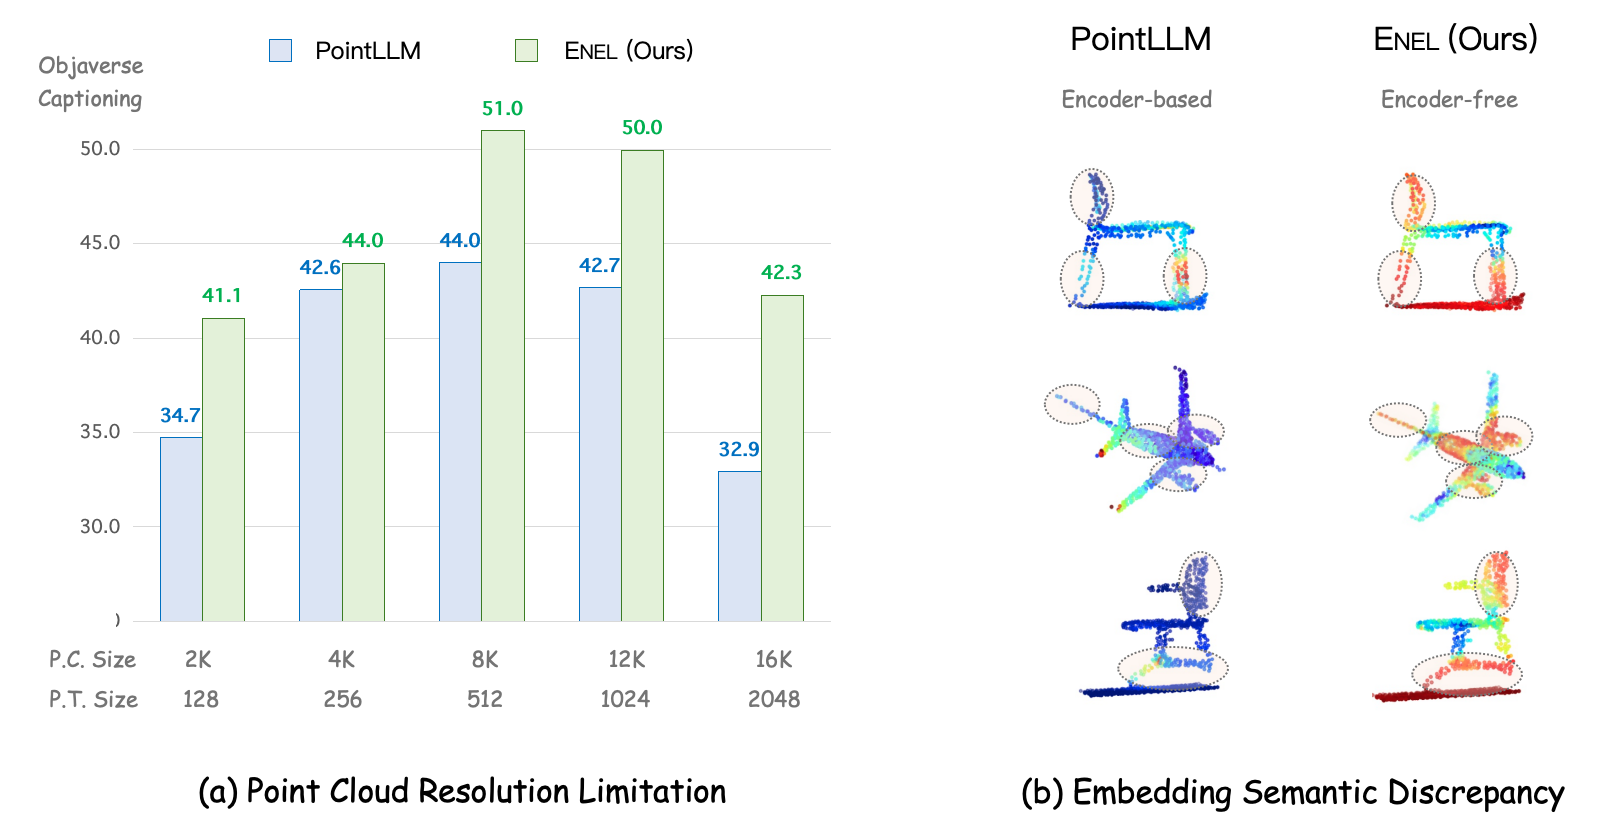 PointLLM
ENEL (Ours)
Objaverse
Captioning
50.0
45.0
40.0
35.0
30.0
)
34.7
41.1
42.6
44.0
44.0
51.0
42.7
50.0
32.9
42.3
P.C. Size 2K 4K 8K 12K 16K
P.T. Size 128 256 512 1024 2048
(a) Point Cloud Resolution Limitation
PointLLM
Encoder-based
ENEL (Ours)
Encoder-free
(b) Embedding Semantic Discrepancy